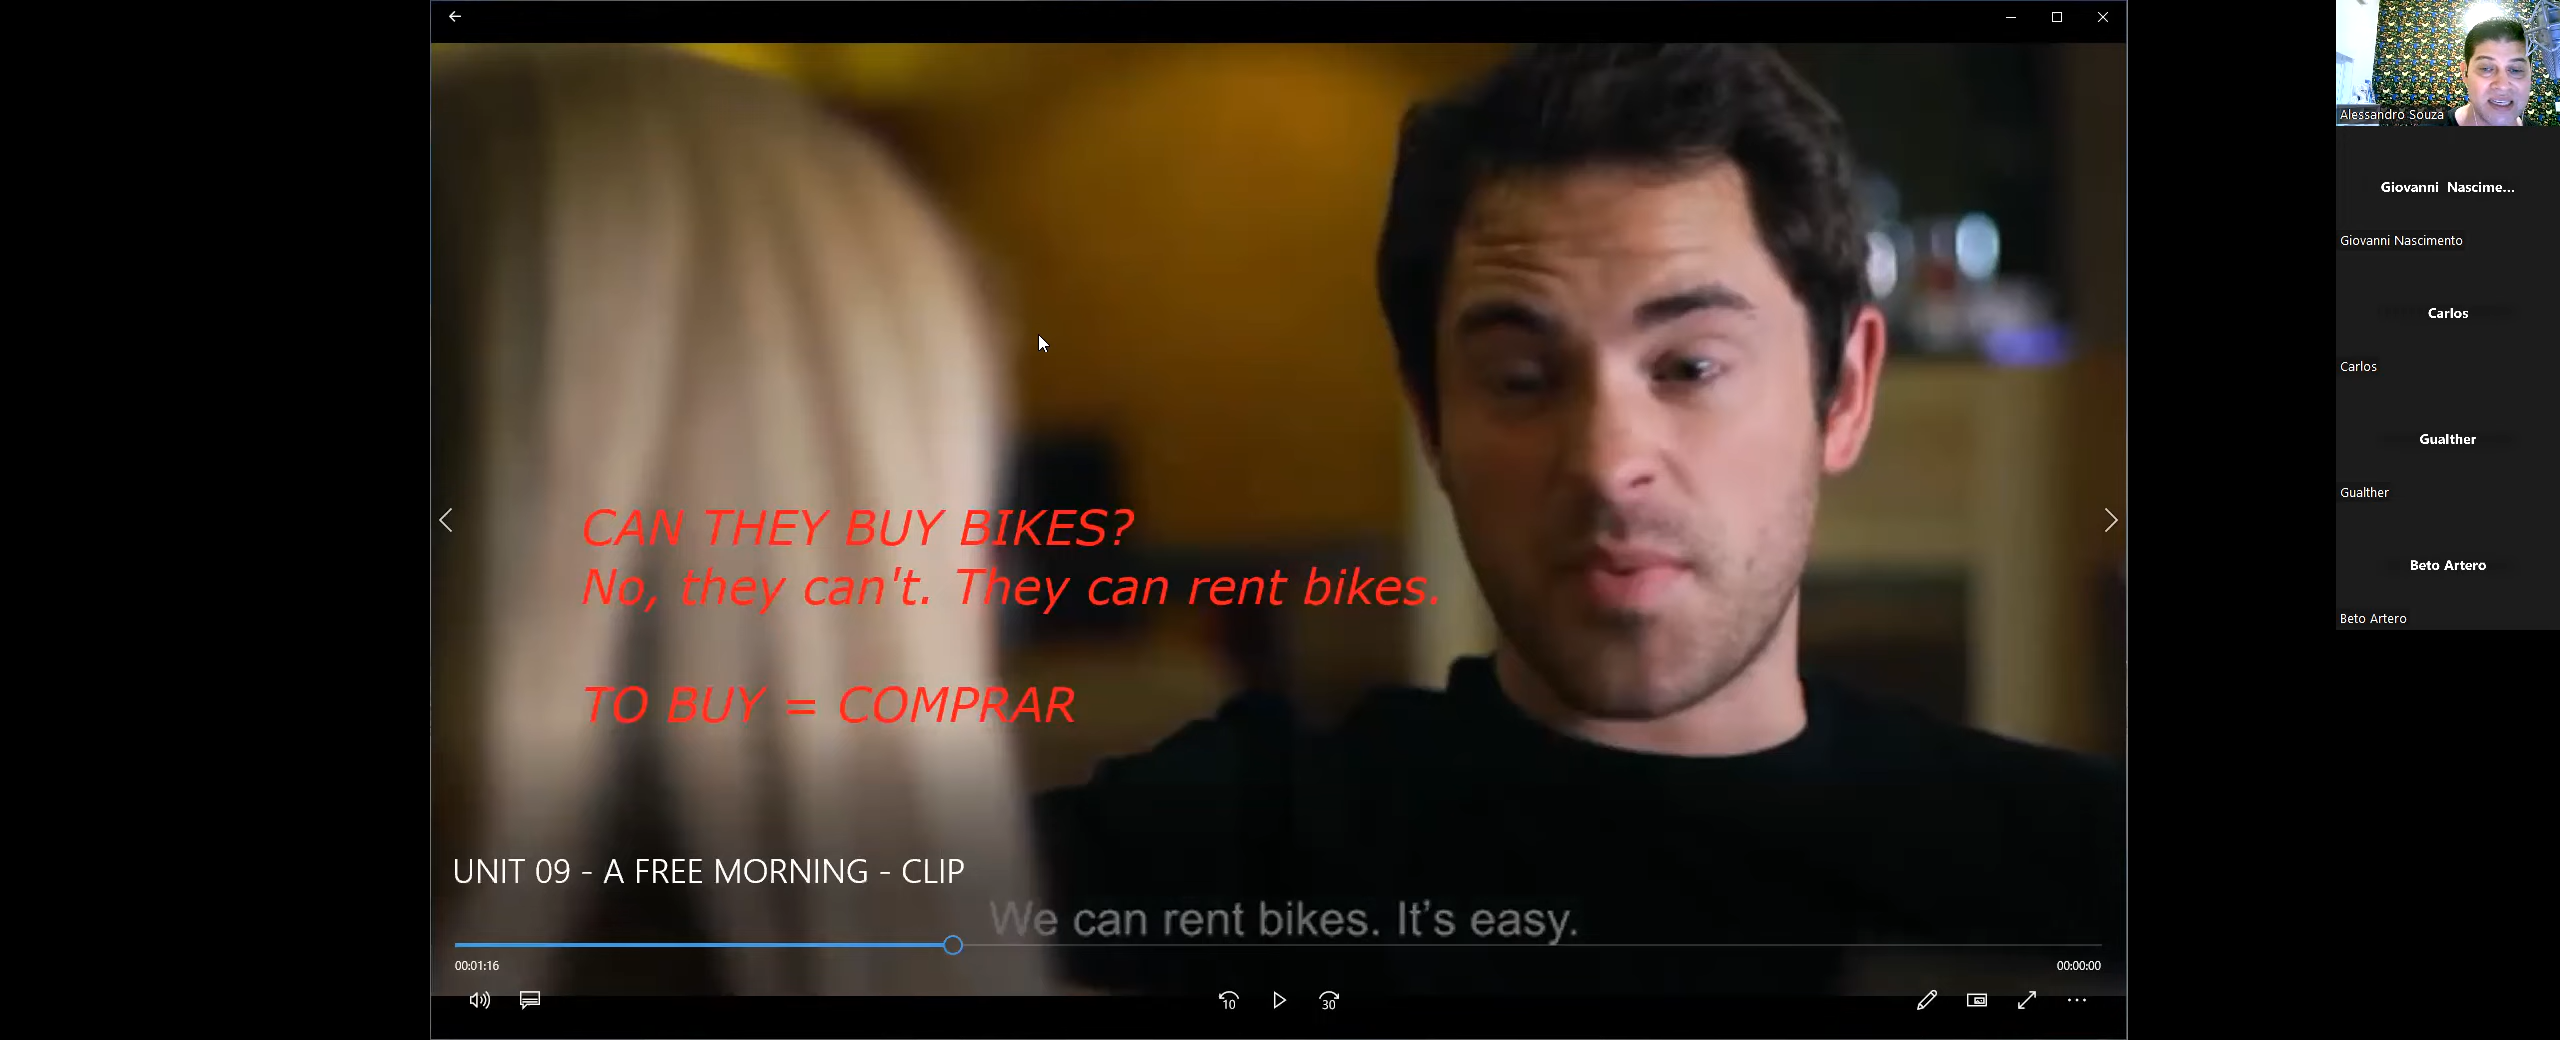 Alessandro Souza
Giovanni Nascime...
Giovanni Nascimento
Carlos
Carlos
Gualther
Gualther
Beto Artero
Beto Artero
CAN THEY BUY BIKES?
No, they can't. They can rent bikes.
TO BUY = COMPRAR
UNIT 09 - A FREE MORNING - CLIP
We can rent bikes. It's easy.
00:01:16
00:00:00
10
30